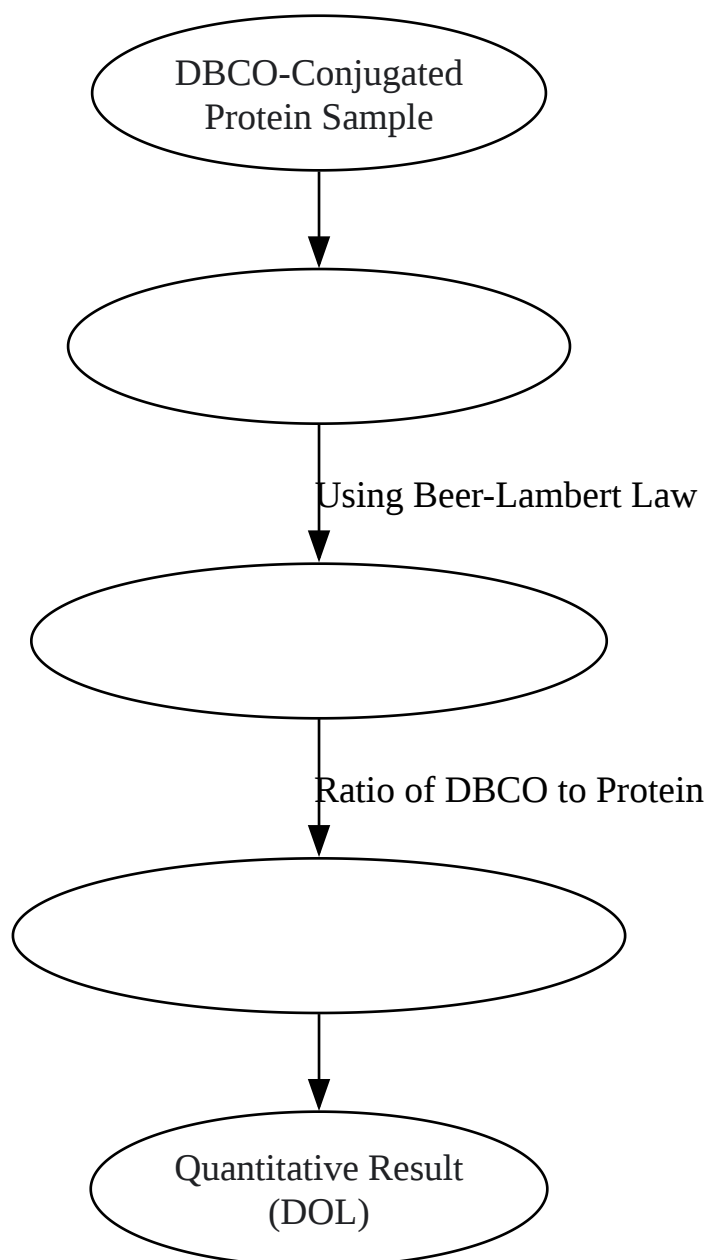 DBCO-Conjugated
Protein Sample
Using Beer-Lambert Law
Ratio of DBCO to Protein
Quantitative Result
(DOL)